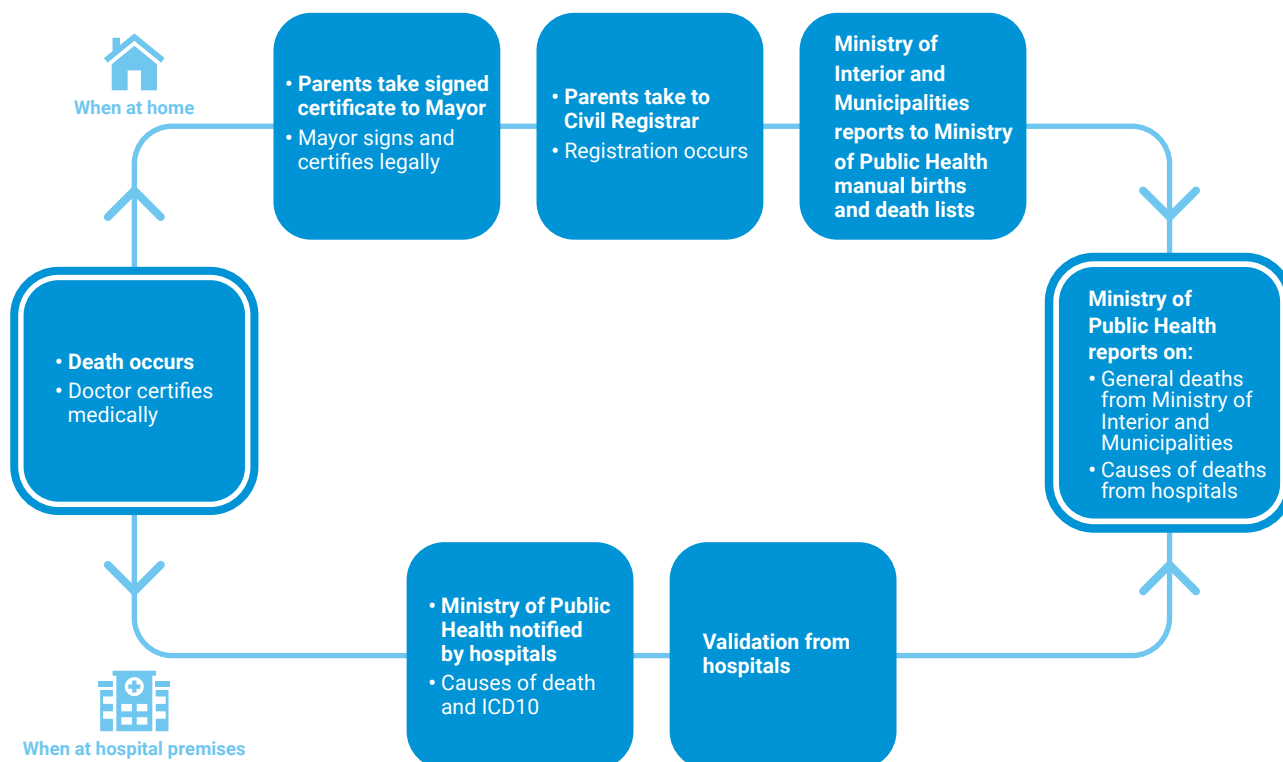 When at home
• Parents take signed
certificate to Mayor
• Mayor signs and
certifies legally
• Parents take to
Civil Registrar
• Registration occurs
Ministry of
Interior and
Municipalities
reports to Ministry
of Public Health
manual births
and death lists
• Death occurs
• Doctor certifies
medically
Ministry of
Public Health
reports on:
• General deaths
from Ministry of
Interior and
Municipalities
• Causes of deaths
from hospitals
• Ministry of Public
Health notified
by hospitals
• Causes of death
and ICD10
Validation from
hospitals
When at hospital premises